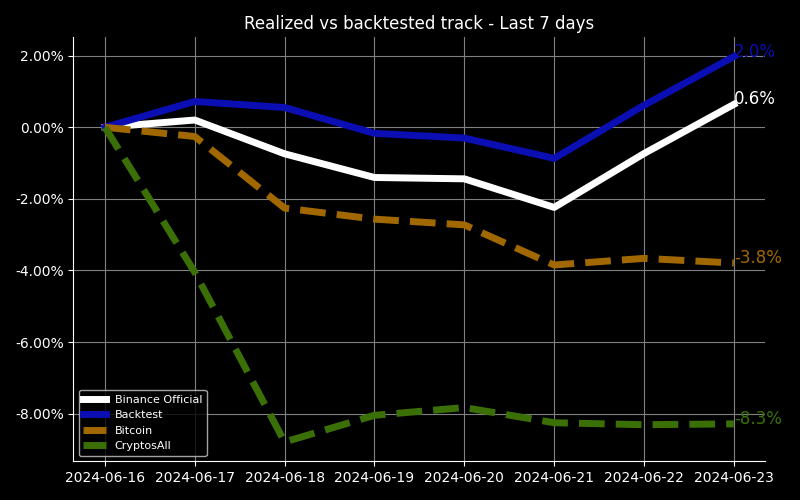 Realized vs backtested track - Last 7 days
2.00%
0.00%
-2.00%
-4.00%
-6.00%
-8.00%
2.0%
0.6%
-3.8%
-8.3%
Binance Official
Backtest
Bitcoin
CryptosAll
2024-06-16 2024-06-17 2024-06-18 2024-06-19 2024-06-20 2024-06-21 2024-06-22 2024-06-23